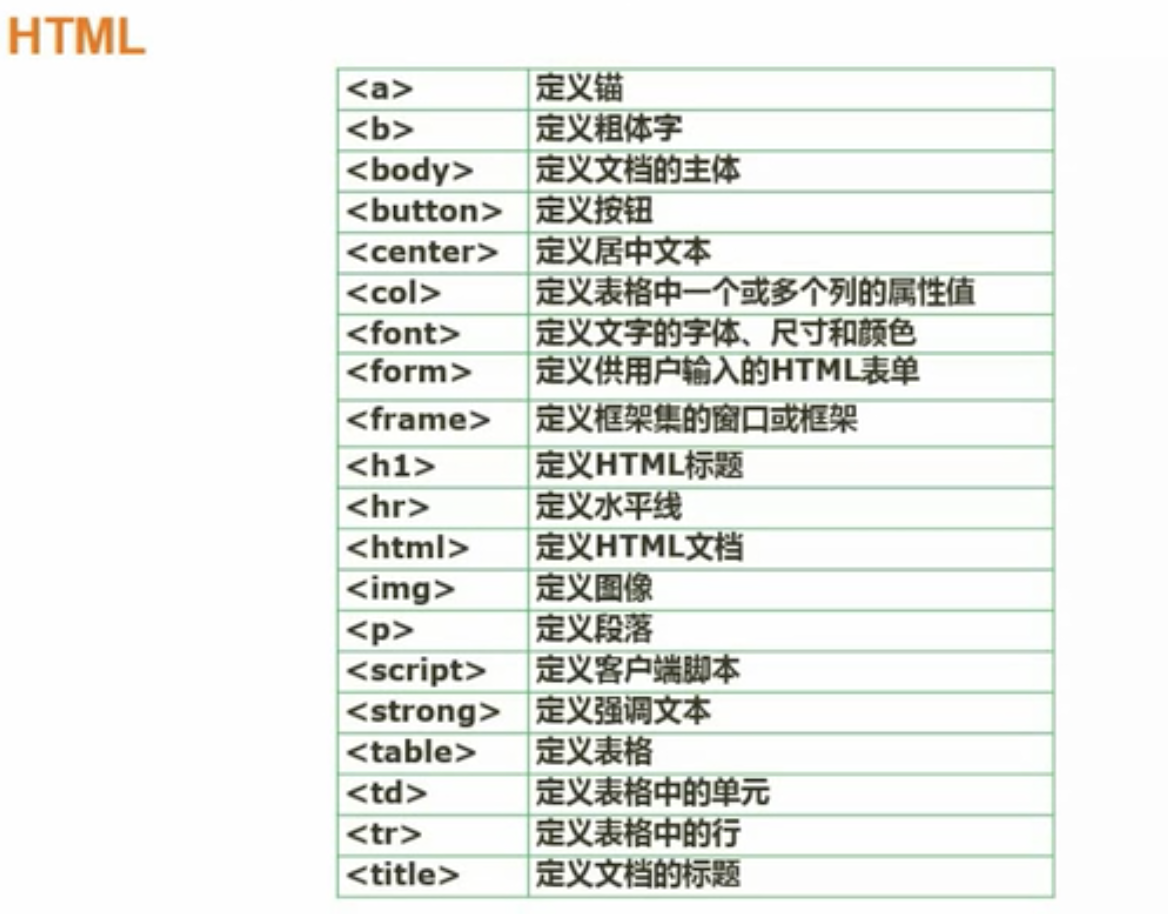 HTML
<a> 定义锚
<b> 定义粗体字
<body> 定义文档的主体
<button> 定义按钮
<center> 定义居中文本
<col> 定义表格中一个或多个列的属性值
<font> 定义文字的字体、尺寸和颜色
<form> 定义供用户输入的HTML表单
<frame> 定义框架集的窗口或框架
<h1> 定义HTML标题
<hr> 定义水平线
<html> 定义HTML文档
<img> 定义图像
<p> 定义段落
<script> 定义客户端脚本
<strong> 定义强调文本
<table> 定义表格
<td> 定义表格中的单元
<tr> 定义表格中的行
<title> 定义文档的标题